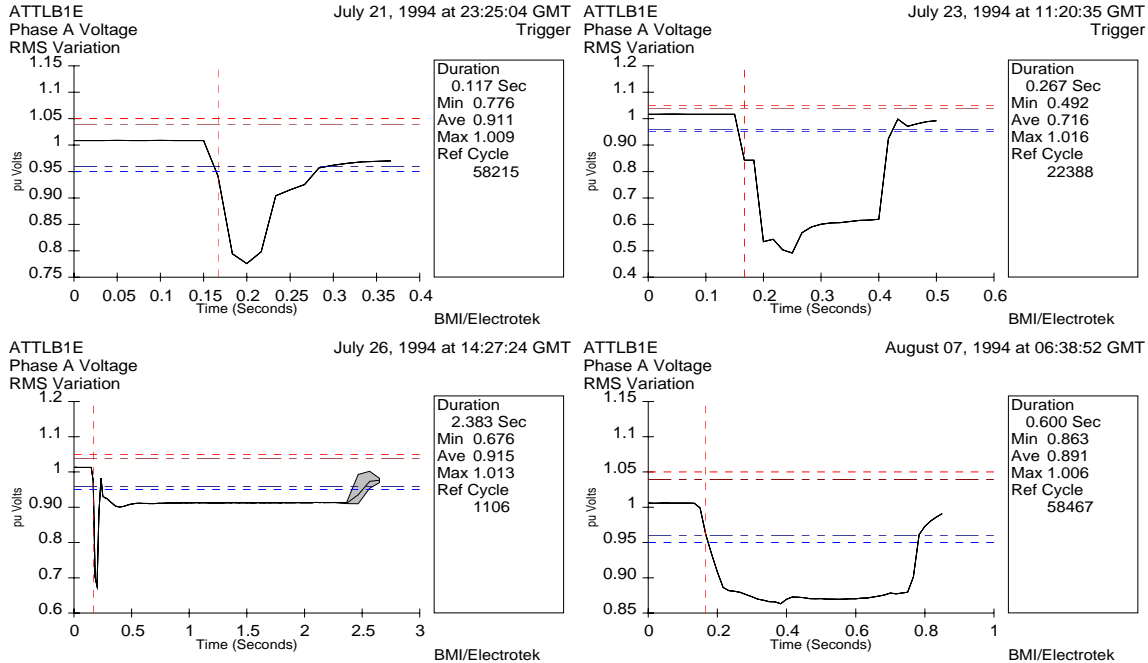 ATTLB1E July 21, 1994 at 23:25:04 GMT
Phase A Voltage Trigger
RMS Variation
1.15
1.1
1.05
1
0.95
0.90
0.85
0.8
0.75
pu Volts
0 0.05 0.1 0.15 0.2 0.25 0.3 0.35 0.4
Time (Seconds)
Duration
0.117 Sec
Min 0.776
Ave 0.911
Max 1.009
Ref Cycle
58215
BMI/Electrotek
ATTLB1E July 23, 1994 at 11:20:35 GMT
Phase A Voltage Trigger
RMS Variation
1.2
1.1
1
0.90
0.8
0.7
0.6
0.5
0.4
pu Volts
0 0.1 0.2 0.3 0.4 0.5 0.6
Time (Seconds)
Duration
0.267 Sec
Min 0.492
Ave 0.716
Max 1.016
Ref Cycle
22388
BMI/Electrotek
ATTLB1E July 26, 1994 at 14:27:24 GMT
Phase A Voltage
RMS Variation
1.2
1.1
1
0.90
0.8
0.7
0.6
pu Volts
0 0.5 1 1.5 2 2.5 3
Time (Seconds)
Duration
2.383 Sec
Min 0.676
Ave 0.915
Max 1.013
Ref Cycle
1106
BMI/Electrotek
ATTLB1E August 07, 1994 at 06:38:52 GMT
Phase A Voltage
RMS Variation
1.15
1.1
1.05
1
0.95
0.90
0.85
pu Volts
0 0.2 0.4 0.6 0.8 1
Time (Seconds)
Duration
0.600 Sec
Min 0.863
Ave 0.891
Max 1.006
Ref Cycle
58467
BMI/Electrotek